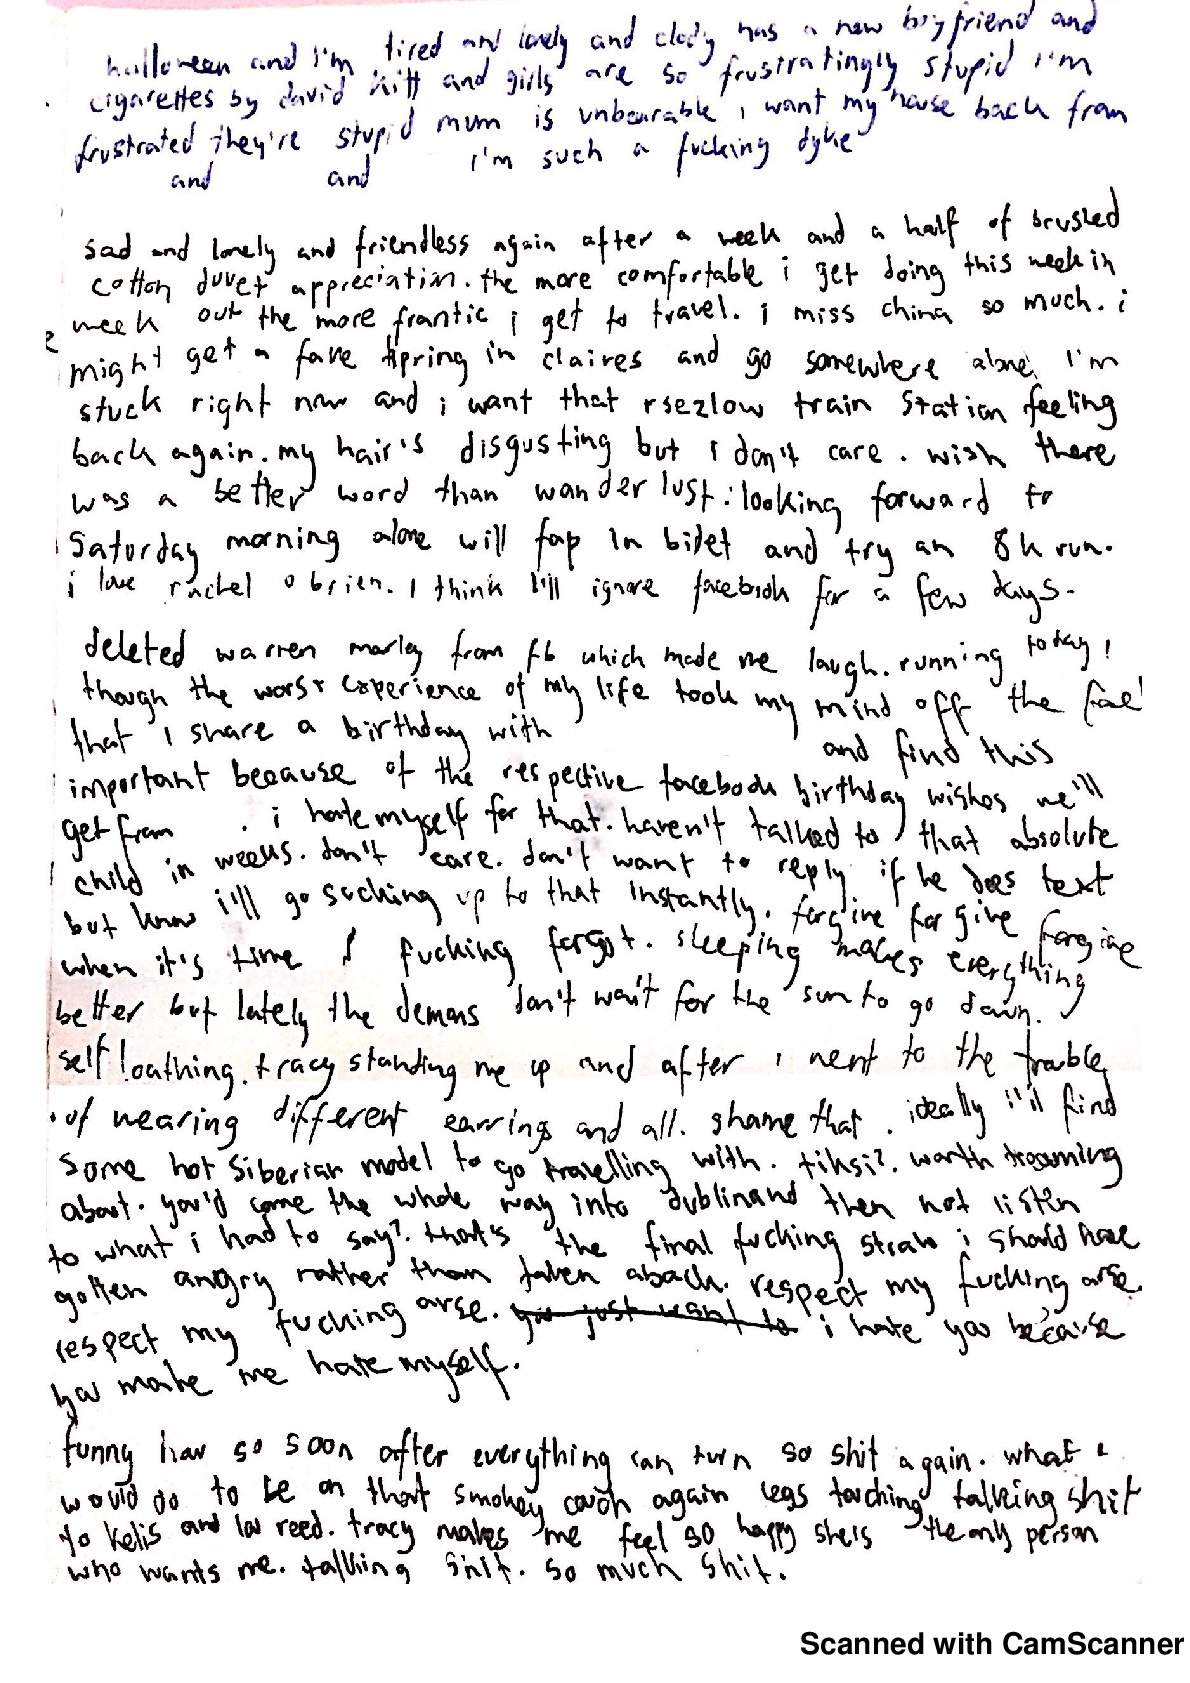 halloween and i'm tired and lonely and clody has a new boyfriend and
cigarettes by david kitt and girls are so frustratingly stupid i'm
frustrated they're stupid mum is unbearable i want my house back from
and and i'm such a fucking dyke
sad and lonely and friendless again after a week and a half of brushed
cotton duvet appreciation. the more comfortable i get doing this week in
week out the more frantic i get to travel. i miss china so much. i
might get a fake lipring in claires and go somewhere alone. I'm
stuck right now and i want that rsezlow train station feeling
back again. my hair's disgusting but i don't care. wish there
was a better word than wanderlust. looking forward to
Saturday morning alone will fap in bidet and try an 8k run.
i love rachel obrien. I think I'll ignore facebook for a few days.
deleted warren marley from fb which made me laugh. running today!
though the worst experience of my life took my mind off the fact
that i share a birthday with and find this
important because of the respective facebook birthday wishes we'll
get from . i hate myself for that. haven't talked to that absolute
child in weeks. don't care. don't want to reply if he does text
but know i'll go sucking up to that instantly. forgive forgive forgive
when it's time I fucking forgot. sleeping makes everything
better but lately the demons don't wait for the sun to go down.
self loathing. tracy standing me up and after i went to the trouble
of wearing different earrings and all. shame that. ideally i'll find
some hot Siberian model to go travelling with. tiksi?. worth dreaming
about. you'd come the whole way into dublin and then not listen
to what i had to say?. that's the final fucking straw i should have
gotten angry rather than taken aback. respect my fucking arse.
respect my fucking arse. you just want to i hate you because
you make me hate myself.
funny how so soon after everything can turn so shit again. what i
would do to be on that smokey couch again legs touching talking shit
to kelis and lou reed. tracy makes me feel so happy she's the only person
who wants me. talking shit. so much shit.
Scanned with CamScanner